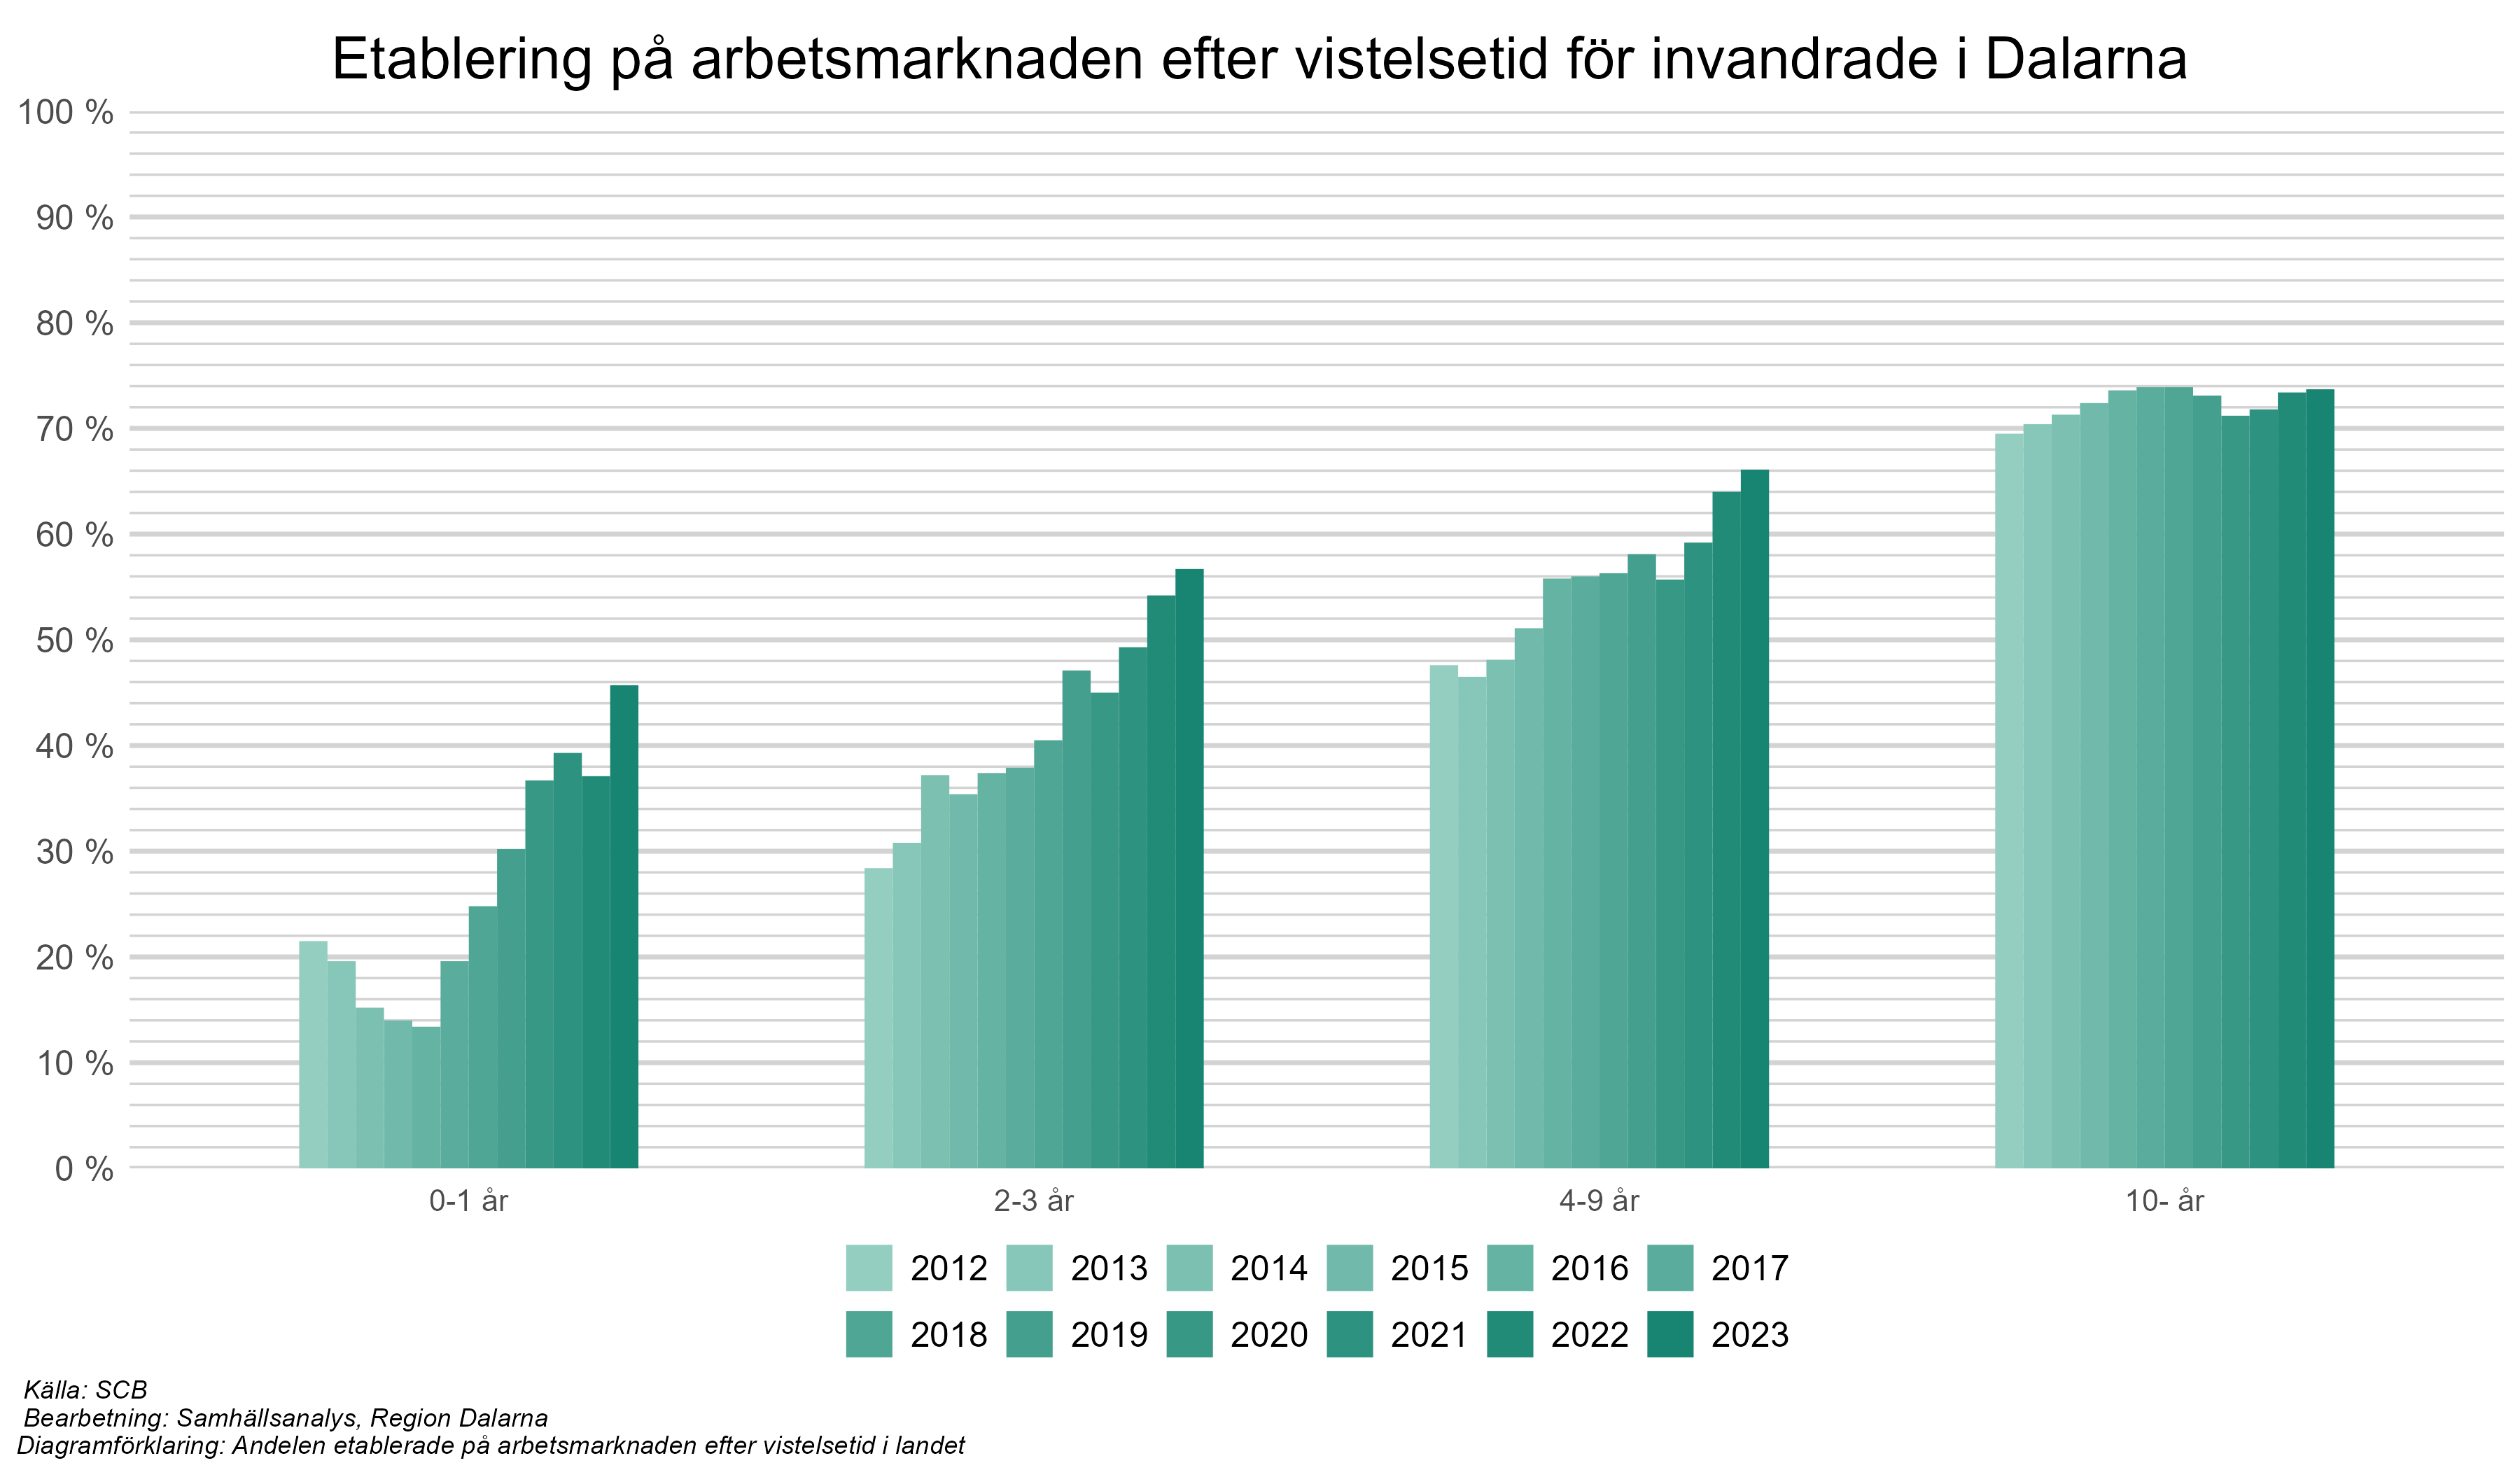 Etablering på arbetsmarknaden efter vistelsetid för invandrade i Dalarna
100 %
90 %
80 %
70 %
60 %
50 %
40 %
30 %
20 %
10 %
0 %
0-1 år
2-3 år
4-9 år
10- år
2012 2013 2014 2015 2016 2017
2018 2019 2020 2021 2022 2023
Källa: SCB
Bearbetning: Samhällsanalys, Region Dalarna
Diagramförklaring: Andelen etablerade på arbetsmarknaden efter vistelsetid i landet